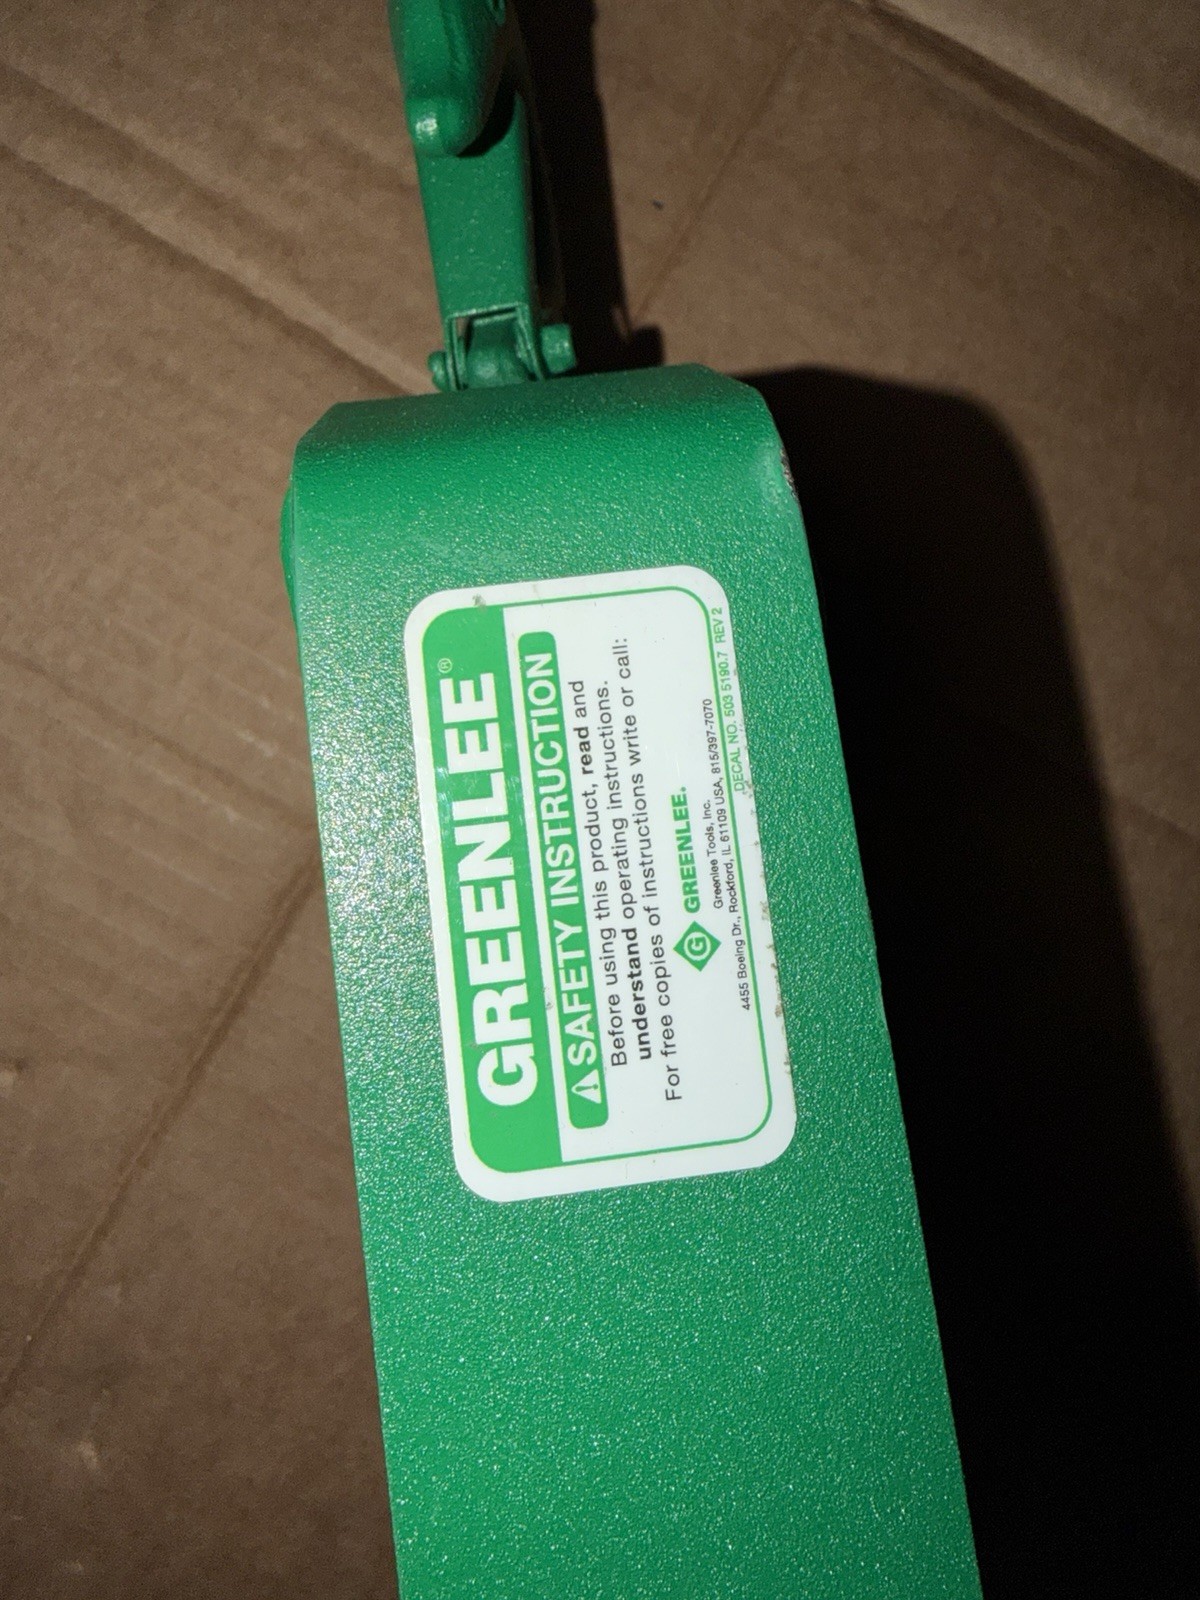 GREENLEE®
⚠ SAFETY INSTRUCTION
Before using this product, read and
understand operating instructions.
For free copies of instructions write or call:
G GREENLEE.
Greenlee Tools, Inc.
4455 Boeing Dr., Rockford, IL 61109 USA, 815/397-7070
DECAL NO. 503 5190.7 REV 2